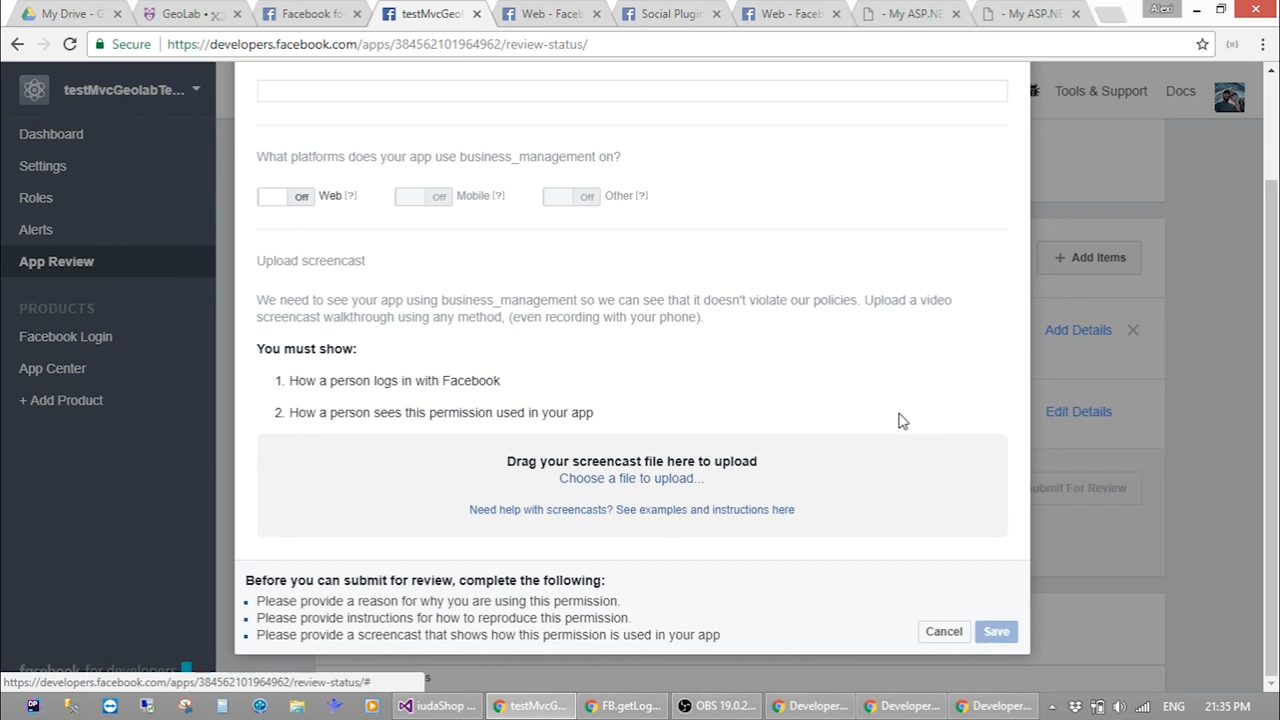 My Drive - G
GeoLab •
Facebook for
testMvcGeol
Web - Faceb
Social Plugin
Web - Faceb
- My ASP.NE
- My ASP.NE
Alexi
Secure https://developers.facebook.com/apps/384562101964962/review-status/
testMvcGeolabTe...
Tools & Support Docs
Dashboard
Settings
Roles
Alerts
App Review
PRODUCTS
Facebook Login
App Center
+ Add Product
What platforms does your app use business_management on?
Off Web [?] Off Mobile [?] Off Other [?]
+ Add Items
Upload screencast
We need to see your app using business_management so we can see that it doesn't violate our policies. Upload a video
screencast walkthrough using any method, (even recording with your phone).
Add Details
You must show:
1. How a person logs in with Facebook
2. How a person sees this permission used in your app
Edit Details
Drag your screencast file here to upload
Choose a file to upload...
ubmit For Review
Need help with screencasts? See examples and instructions here
Before you can submit for review, complete the following:
Please provide a reason for why you are using this permission.
Please provide instructions for how to reproduce this permission.
Please provide a screencast that shows how this permission is used in your app
Cancel Save
facebook for developers
https://developers.facebook.com/apps/384562101964962/review-status/#
s
DP
iudaShop ...
testMvcG...
FB.getLog...
OBS 19.0.2...
Developer...
Developer...
Developer...
ENG 21:35 PM